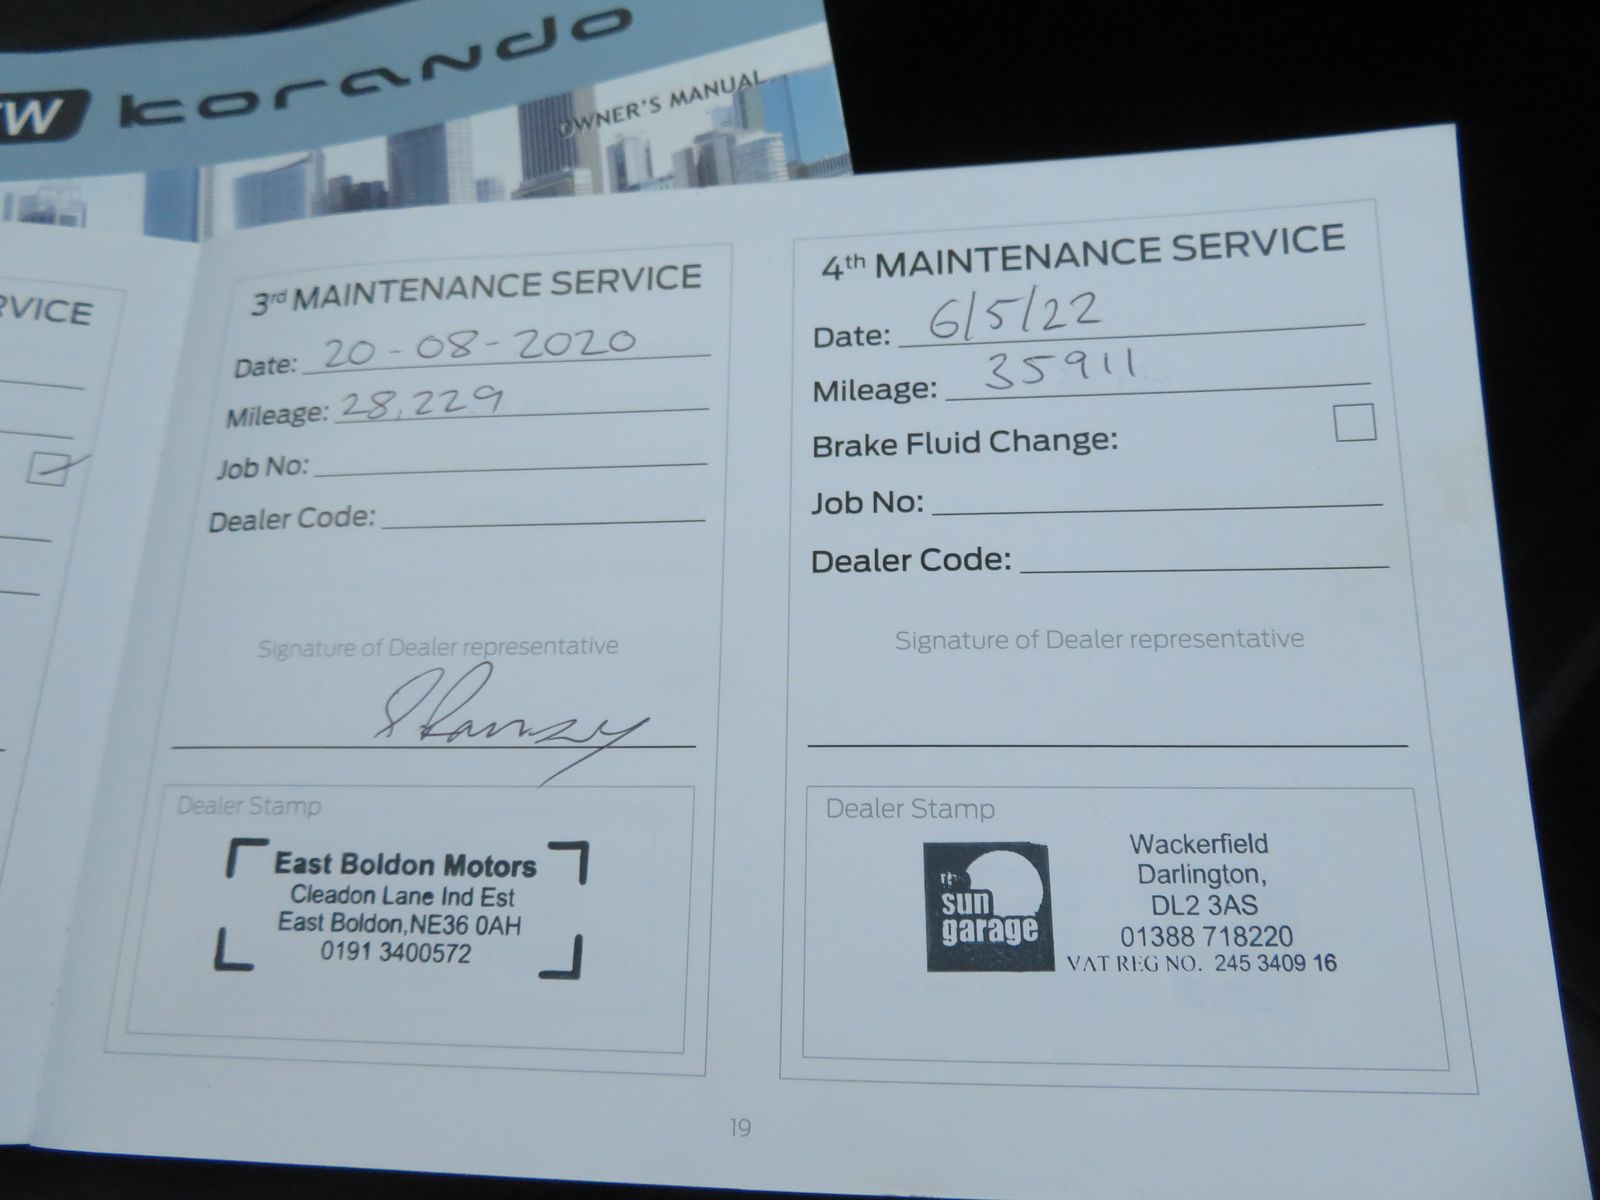 korando
OWNER'S MANUAL
3rd MAINTENANCE SERVICE
Date: 20-08-2020
Mileage: 28,229
Job No:
Dealer Code:
Signature of Dealer representative
Dealer Stamp
East Boldon Motors
Cleadon Lane Ind Est
East Boldon,NE36 0AH
0191 3400572
4th MAINTENANCE SERVICE
Date: 6/5/22
Mileage: 35911
Brake Fluid Change:
Job No:
Dealer Code:
Signature of Dealer representative
Dealer Stamp
sun
garage
Wackerfield
Darlington,
DL2 3AS
01388 718220
VAT REG NO. 245 3409 16
19